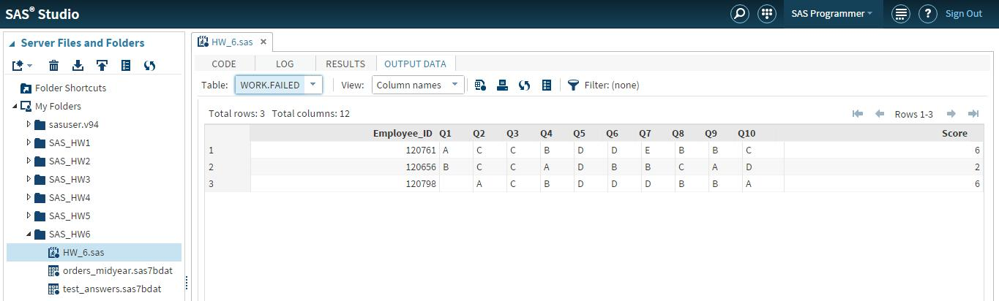 SAS® Studio SAS Programmer ? Sign Out
Server Files and Folders
Folder Shortcuts
My Folders
sasuser.v94
SAS_HW1
SAS_HW2
SAS_HW3
SAS_HW4
SAS_HW5
SAS_HW6
HW_6.sas
orders_midyear.sas7bdat
test_answers.sas7bdat
HW_6.sas ×
CODE LOG RESULTS OUTPUT DATA
Table: WORK.FAILED View: Column names Filter: (none)
Total rows: 3 Total columns: 12 Rows 1-3
Employee_ID Q1 Q2 Q3 Q4 Q5 Q6 Q7 Q8 Q9 Q10 Score
1 120761 A C C B D D E B B C 6
2 120656 B C C A D B B C A D 2
3 120798 A C B D D D B B A 6